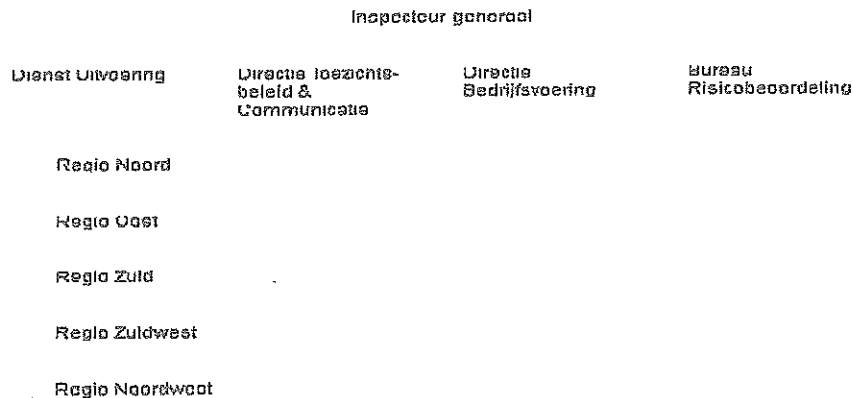 Inspecteur generaal
Dienst Uitvoering
Directie Toezichts-
beleid &
Communicatie
Directie
Bedrijfsvoering
Bureau
Risicobeoordeling
Regio Noord
Regio Oost
Regio Zuid
Regio Zuidwest
Regio Noordwest